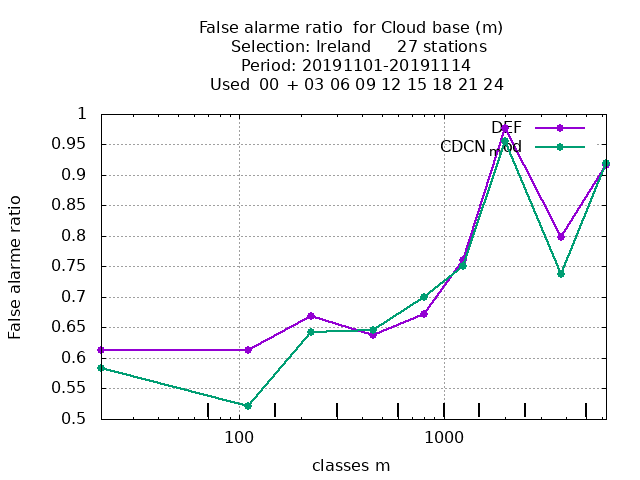 False alarme ratio  for Cloud base (m)
Selection: Ireland     27 stations
Period: 20191101-20191114
Used  00  + 03 06 09 12 15 18 21 24
False alarme ratio
1
0.95
0.9
0.85
0.8
0.75
0.7
0.65
0.6
0.55
0.5
DEF
CDCN_mod
100
1000
classes m